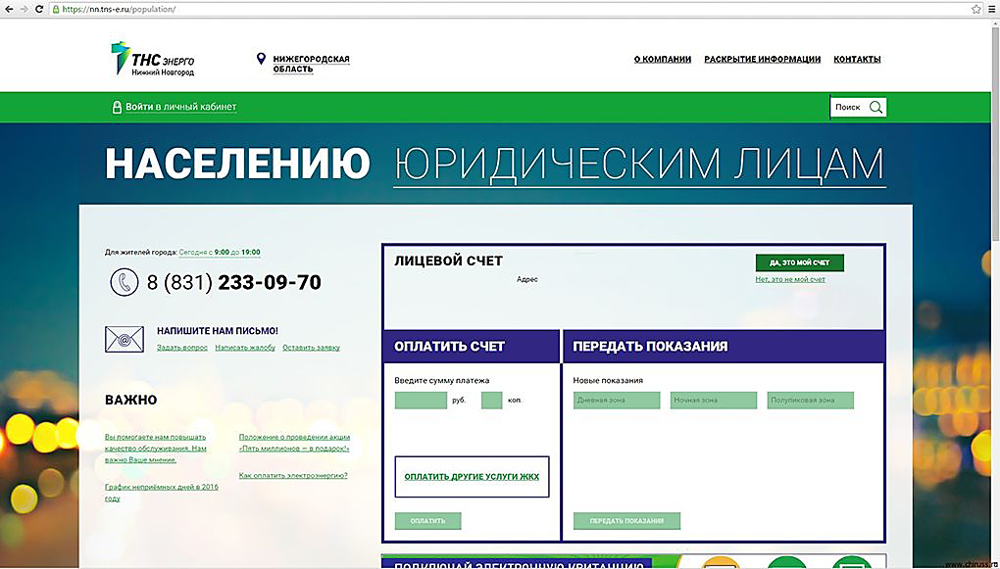 https://nn.tns-e.ru/population/
ТНС энерго
Нижний Новгород
НИЖЕГОРОДСКАЯ
ОБЛАСТЬ
О КОМПАНИИ РАСКРЫТИЕ ИНФОРМАЦИИ КОНТАКТЫ
Войти в личный кабинет
Поиск
НАСЕЛЕНИЮ ЮРИДИЧЕСКИМ ЛИЦАМ
Для жителей города: Сегодня с 9:00 до 19:00
8 (831) 233-09-70
НАПИШИТЕ НАМ ПИСЬМО!
Задать вопрос Написать жалобу Оставить заявку
ВАЖНО
Вы помогаете нам повышать
качество обслуживания. Нам
важно Ваше мнение.
График неприёмных дней в 2016
году
Положение о проведении акции
«Пять миллионов — в подарок!»
Как оплатить электроэнергию?
ЛИЦЕВОЙ СЧЕТ
Адрес
ДА, ЭТО МОЙ СЧЕТ
Нет, это не мой счет
ОПЛАТИТЬ СЧЕТ
Введите сумму платежа
руб. коп.
ОПЛАТИТЬ ДРУГИЕ УСЛУГИ ЖКХ
ОПЛАТИТЬ
ПЕРЕДАТЬ ПОКАЗАНИЯ
Новые показания
Дневная зона Ночная зона Полупиковая зона
ПЕРЕДАТЬ ПОКАЗАНИЯ
ПОДКЛЮЧАЙ ЭЛЕКТРОННУЮ КВИТАНЦИЮ